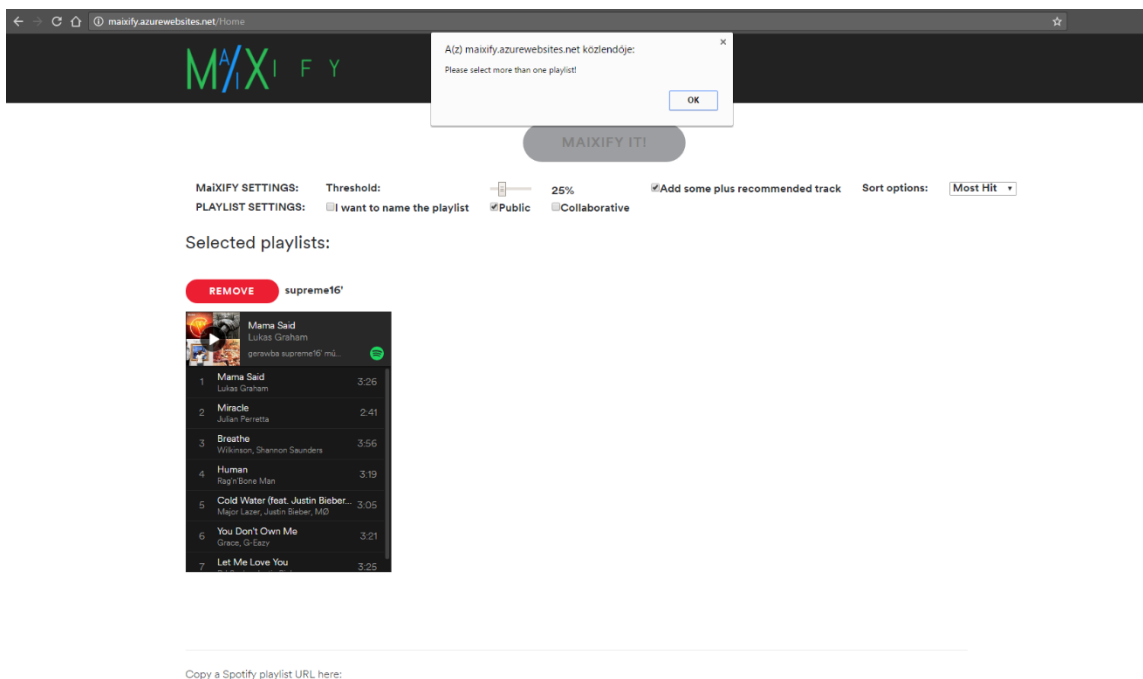 maixify.azurewebsites.net/Home
MAiXIFY
A(z) maixify.azurewebsites.net közlendője:
Please select more than one playlist!
OK
MAIXIFY IT!
MaiXIFY SETTINGS: Threshold: 25% Add some plus recommended track Sort options: Most Hit
PLAYLIST SETTINGS: I want to name the playlist Public Collaborative
Selected playlists:
REMOVE supreme16'
Mama Said
Lukas Graham
gerawba supreme16' mű...
1 Mama Said 3:26
Lukas Graham
2 Miracle 2:41
Julian Perretta
3 Breathe 3:56
Wilkinson, Shannon Saunders
4 Human 3:19
Rag'n'Bone Man
5 Cold Water (feat. Justin Bieber... 3:05
Major Lazer, Justin Bieber, MØ
6 You Don't Own Me 3:21
Grace, G-Eazy
7 Let Me Love You 3:25
Copy a Spotify playlist URL here: